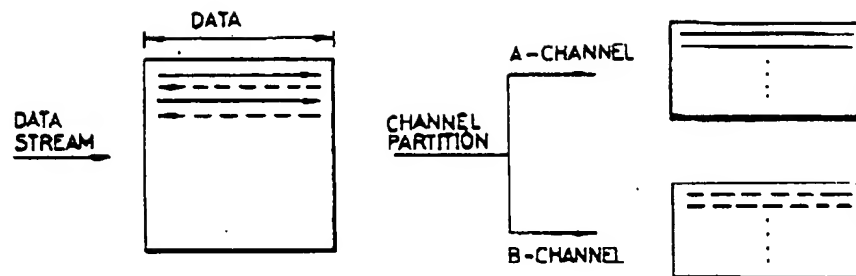 DATA
DATA
STREAM
CHANNEL
PARTITION
A-CHANNEL
B-CHANNEL